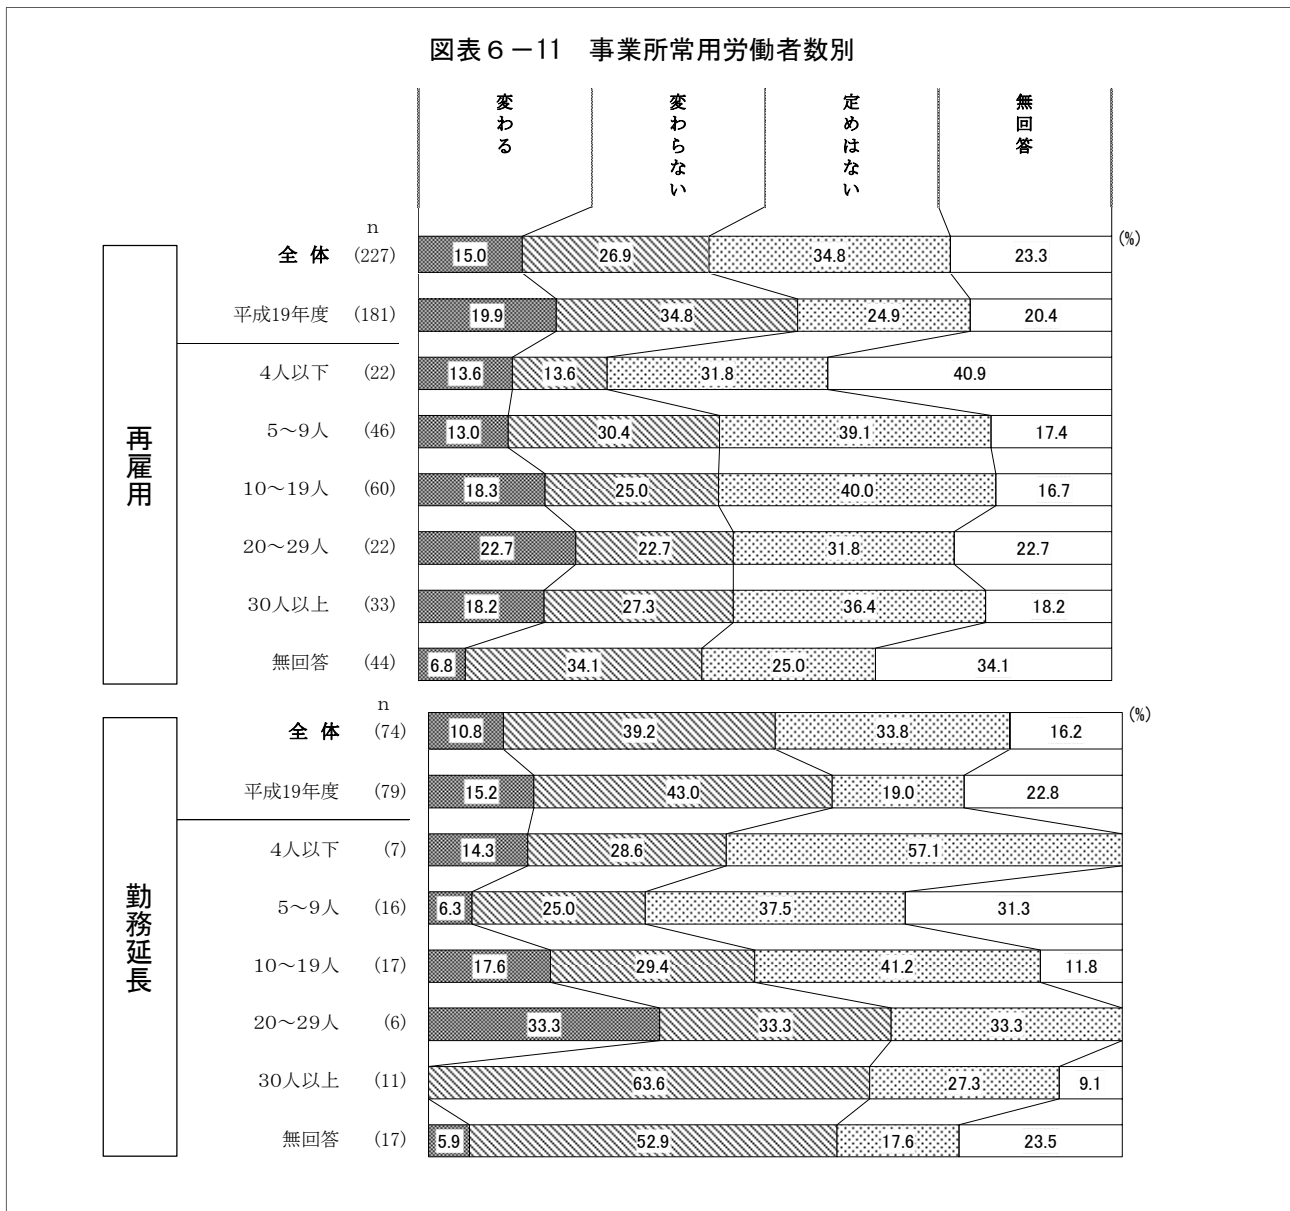 図表６－11　事業所常用労働者数別
変わる
変わらない
定めはない
無回答
n
(%)
再雇用
全 体 (227) 15.0 26.9 34.8 23.3
平成19年度 (181) 19.9 34.8 24.9 20.4
4人以下 (22) 13.6 13.6 31.8 40.9
5～9人 (46) 13.0 30.4 39.1 17.4
10～19人 (60) 18.3 25.0 40.0 16.7
20～29人 (22) 22.7 22.7 31.8 22.7
30人以上 (33) 18.2 27.3 36.4 18.2
無回答 (44) 6.8 34.1 25.0 34.1
n
(%)
勤務延長
全 体 (74) 10.8 39.2 33.8 16.2
平成19年度 (79) 15.2 43.0 19.0 22.8
4人以下 (7) 14.3 28.6 57.1
5～9人 (16) 6.3 25.0 37.5 31.3
10～19人 (17) 17.6 29.4 41.2 11.8
20～29人 (6) 33.3 33.3 33.3
30人以上 (11) 63.6 27.3 9.1
無回答 (17) 5.9 52.9 17.6 23.5